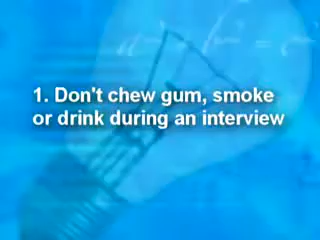 1. Don't chew gum, smoke
or drink during an interview